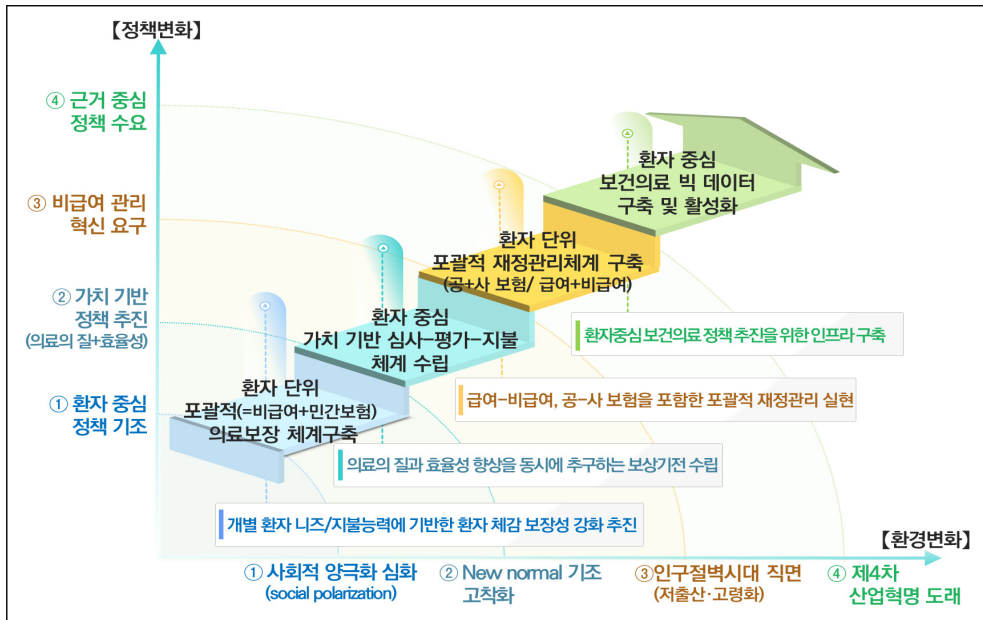 【정책변화】
④ 근거 중심
정책 수요
③ 비급여 관리
혁신 요구
② 가치 기반
정책 추진
(의료의 질+효율성)
① 환자 중심
정책 기조
환자 중심
보건의료 빅 데이터
구축 및 활성화
환자 단위
포괄적 재정관리체계 구축
(공+사 보험/ 급여+비급여)
환자 중심
가치 기반 심사-평가-지불
체계 수립
환자 단위
포괄적(=비급여+민간보험)
의료보장 체계구축
환자중심 보건의료 정책 추진을 위한 인프라 구축
급여-비급여, 공-사 보험을 포함한 포괄적 재정관리 실현
의료의 질과 효율성 향상을 동시에 추구하는 보상기전 수립
개별 환자 니즈/지불능력에 기반한 환자 체감 보장성 강화 추진
【환경변화】
① 사회적 양극화 심화
(social polarization)
② New normal 기조
고착화
③인구절벽시대 직면
(저출산·고령화)
④ 제4차
산업혁명 도래